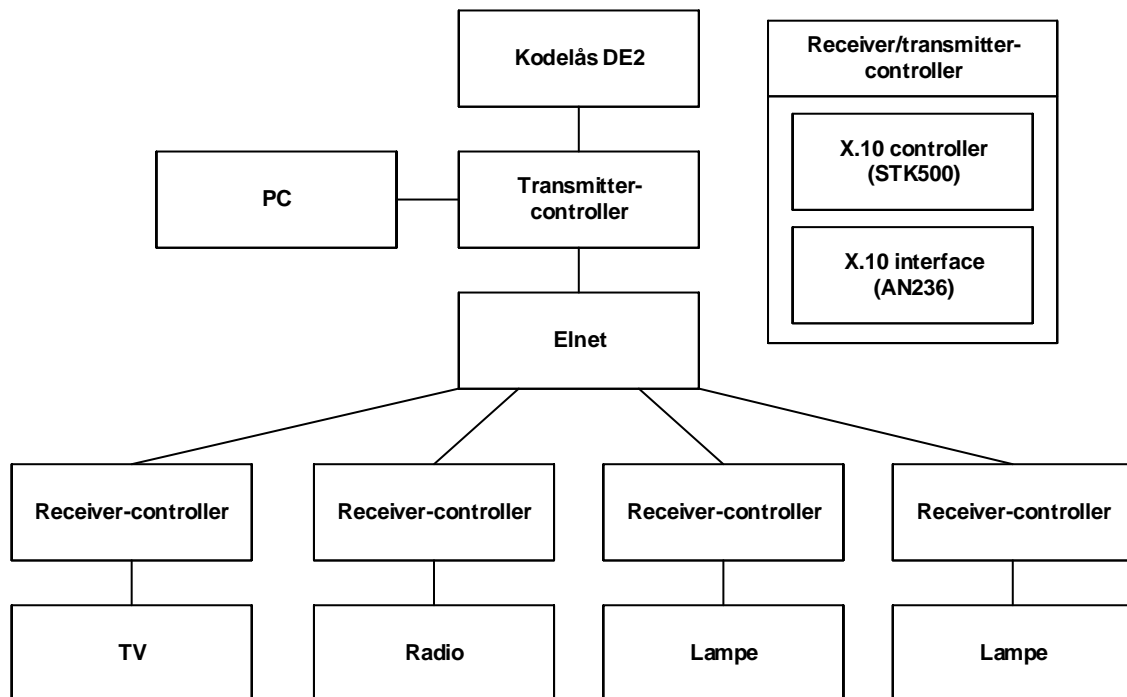 Kodelås DE2
Receiver/transmitter-
controller
X.10 controller
(STK500)
X.10 interface
(AN236)
PC
Transmitter-
controller
Elnet
Receiver-controller
Receiver-controller
Receiver-controller
Receiver-controller
TV
Radio
Lampe
Lampe